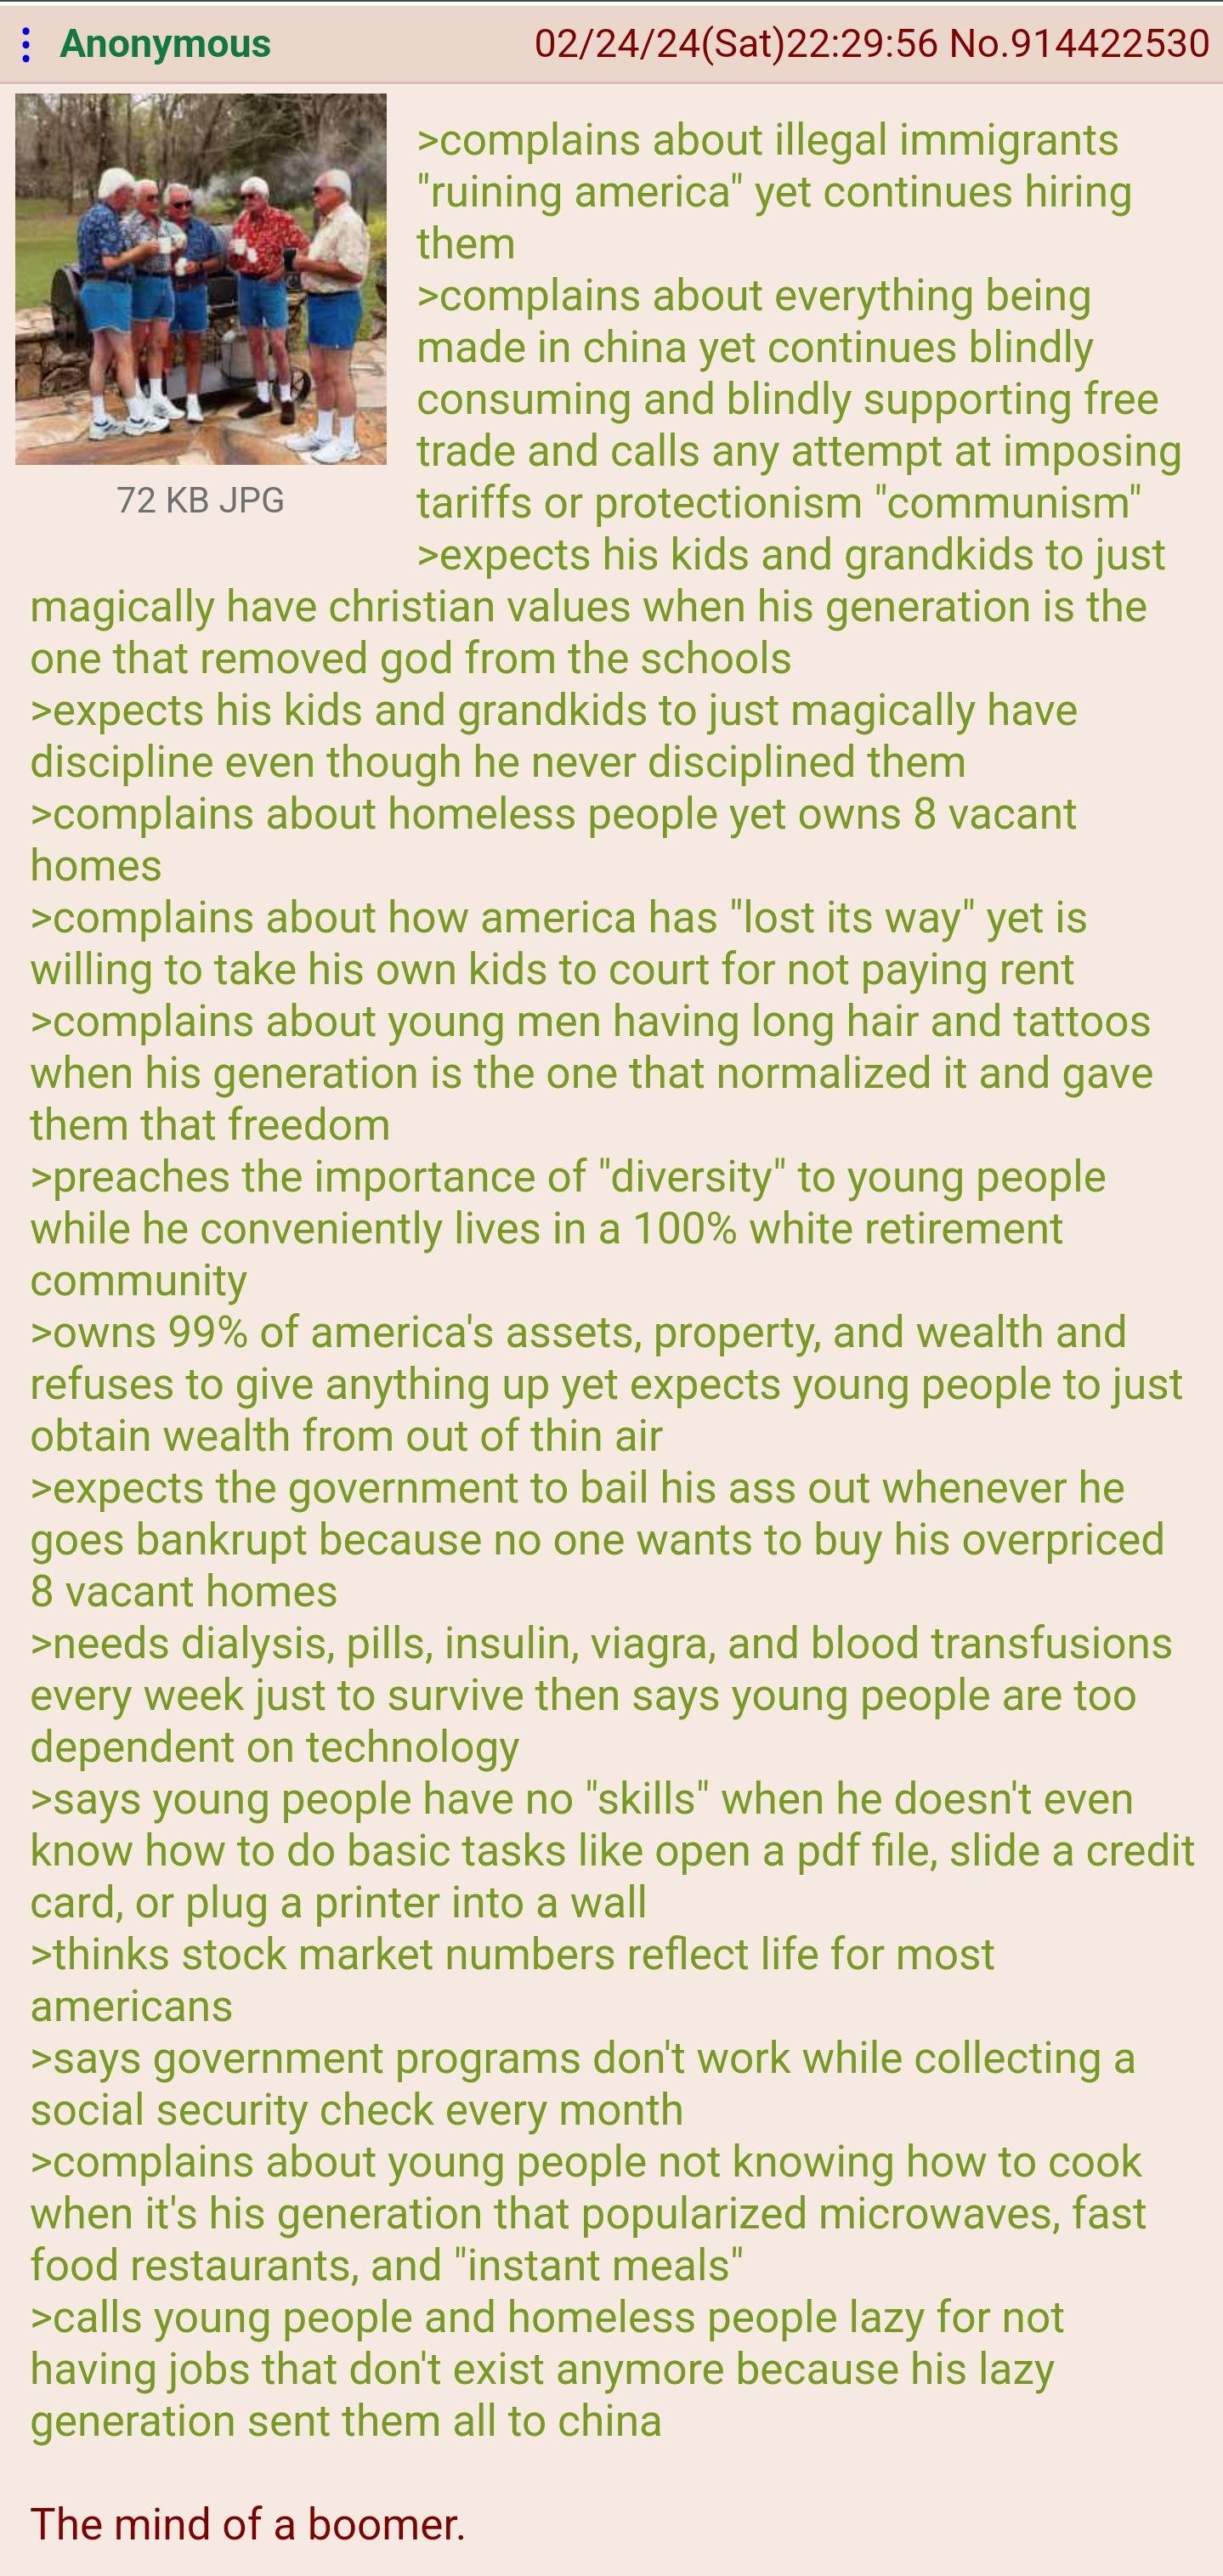 Anonymous 02/24/24(Sat)22:29:56 No.914422530
>complains about illegal immigrants
"ruining america" yet continues hiring
them
>complains about everything being
made in china yet continues blindly
consuming and blindly supporting free
trade and calls any attempt at imposing
tariffs or protectionism "communism"
72 KB JPG
>expects his kids and grandkids to just
magically have christian values when his generation is the
one that removed god from the schools
>expects his kids and grandkids to just magically have
discipline even though he never disciplined them
>complains about homeless people yet owns 8 vacant
homes
>complains about how america has "lost its way" yet is
willing to take his own kids to court for not paying rent
>complains about young men having long hair and tattoos
when his generation is the one that normalized it and gave
them that freedom
>preaches the importance of "diversity" to young people
while he conveniently lives in a 100% white retirement
community
>owns 99% of america's assets, property, and wealth and
refuses to give anything up yet expects young people to just
obtain wealth from out of thin air
>expects the government to bail his ass out whenever he
goes bankrupt because no one wants to buy his overpriced
8 vacant homes
>needs dialysis, pills, insulin, viagra, and blood transfusions
every week just to survive then says young people are too
dependent on technology
>says young people have no "skills" when he doesn't even
know how to do basic tasks like open a pdf file, slide a credit
card, or plug a printer into a wall
>thinks stock market numbers reflect life for most
americans
>says government programs don't work while collecting a
social security check every month
>complains about young people not knowing how to cook
when it's his generation that popularized microwaves, fast
food restaurants, and "instant meals"
>calls young people and homeless people lazy for not
having jobs that don't exist anymore because his lazy
generation sent them all to china
The mind of a boomer.